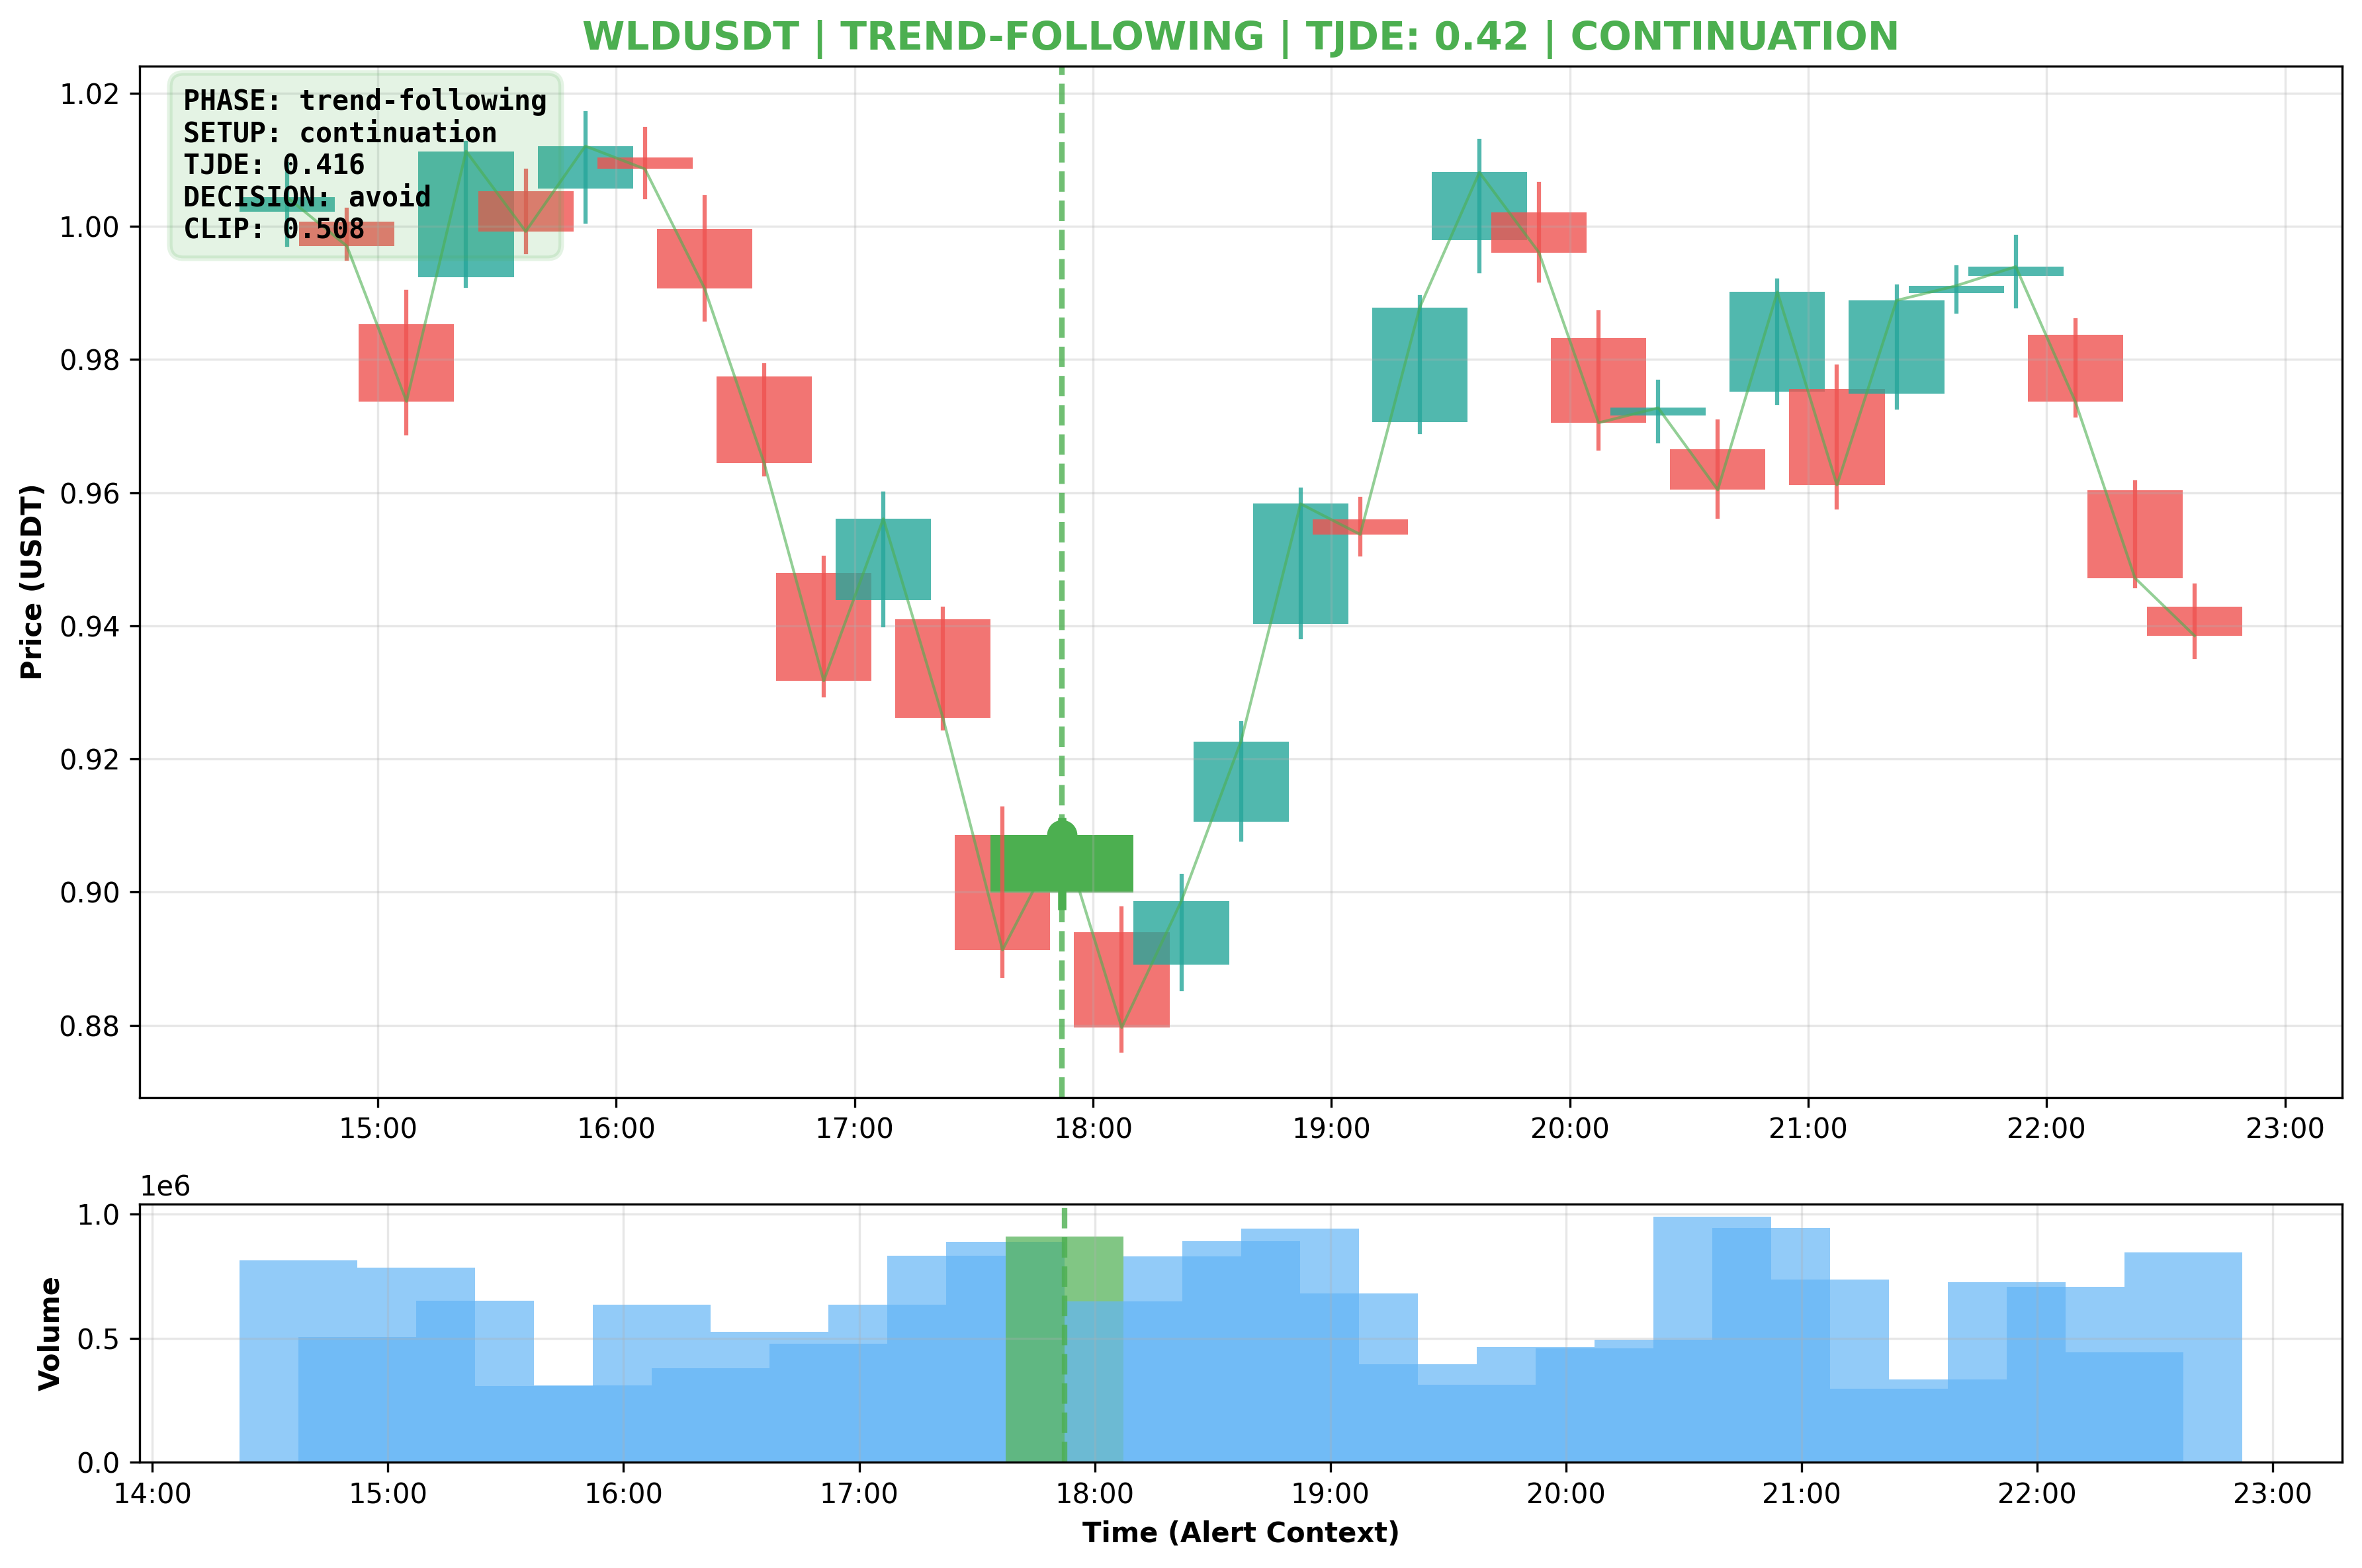 WLDUSDT | TREND-FOLLOWING | TJDE: 0.42 | CONTINUATION
PHASE: trend-following
SETUP: continuation
TJDE: 0.416
DECISION: avoid
CLIP: 0.508
Price (USDT)
1.02
1.00
0.98
0.96
0.94
0.92
0.90
0.88
15:00 16:00 17:00 18:00 19:00 20:00 21:00 22:00 23:00
1e6
Volume
1.0
0.5
0.0
14:00 15:00 16:00 17:00 18:00 19:00 20:00 21:00 22:00 23:00
Time (Alert Context)